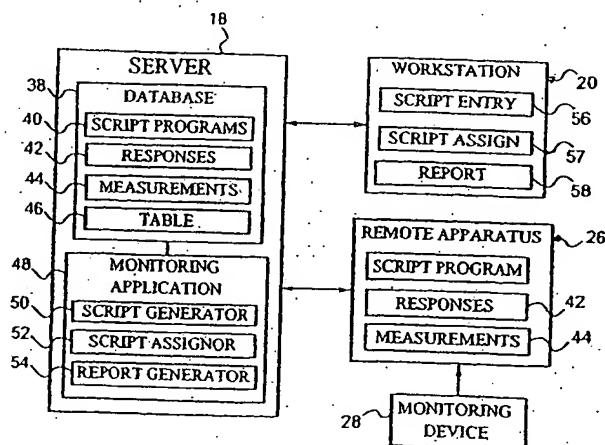 18
SERVER
38
DATABASE
40
SCRIPT PROGRAMS
42
RESPONSES
44
MEASUREMENTS
46
TABLE
48
MONITORING
APPLICATION
50
SCRIPT GENERATOR
52
SCRIPT ASSIGNOR
54
REPORT GENERATOR
WORKSTATION
20
SCRIPT ENTRY
56
SCRIPT ASSIGN
57
REPORT
58
REMOTE APPARATUS
26
SCRIPT PROGRAM
RESPONSES
42
MEASUREMENTS
44
28
MONITORING
DEVICE